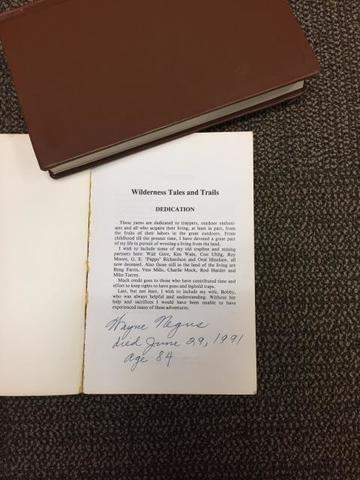 Wilderness Tales and Trails
DEDICATION
These yarns are dedicated to trappers, outdoor enthusi-
asts and all who acquire their living, at least in part, from
the fruits of their labors in the great outdoors. From
childhood till the present time, I have devoted a great part
of my life in pursuit of wresting a living from the land.
I wish to include some of my old trapline and mining
partners here: Walt Gove, Ken Wale, Con Uhlig, Roy
Moore, G. E. "Pappy" Richardson and Oral Henslaw, all
now deceased. Also those still in the land of the living are
Byng Farris, Vess Mills, Charlie Mock, Rod Harder and
Mike Torrey.
Much credit goes to those who have contributed time and
effort to keep rights to have guns and leghold traps.
Last, but not least, I wish to include my wife, Bobby,
who was always helpful and understanding. Without her
help and sacrifices I would have been unable to have
experienced many of these adventures.
Wayne Negus
died June 29, 1991
age 84